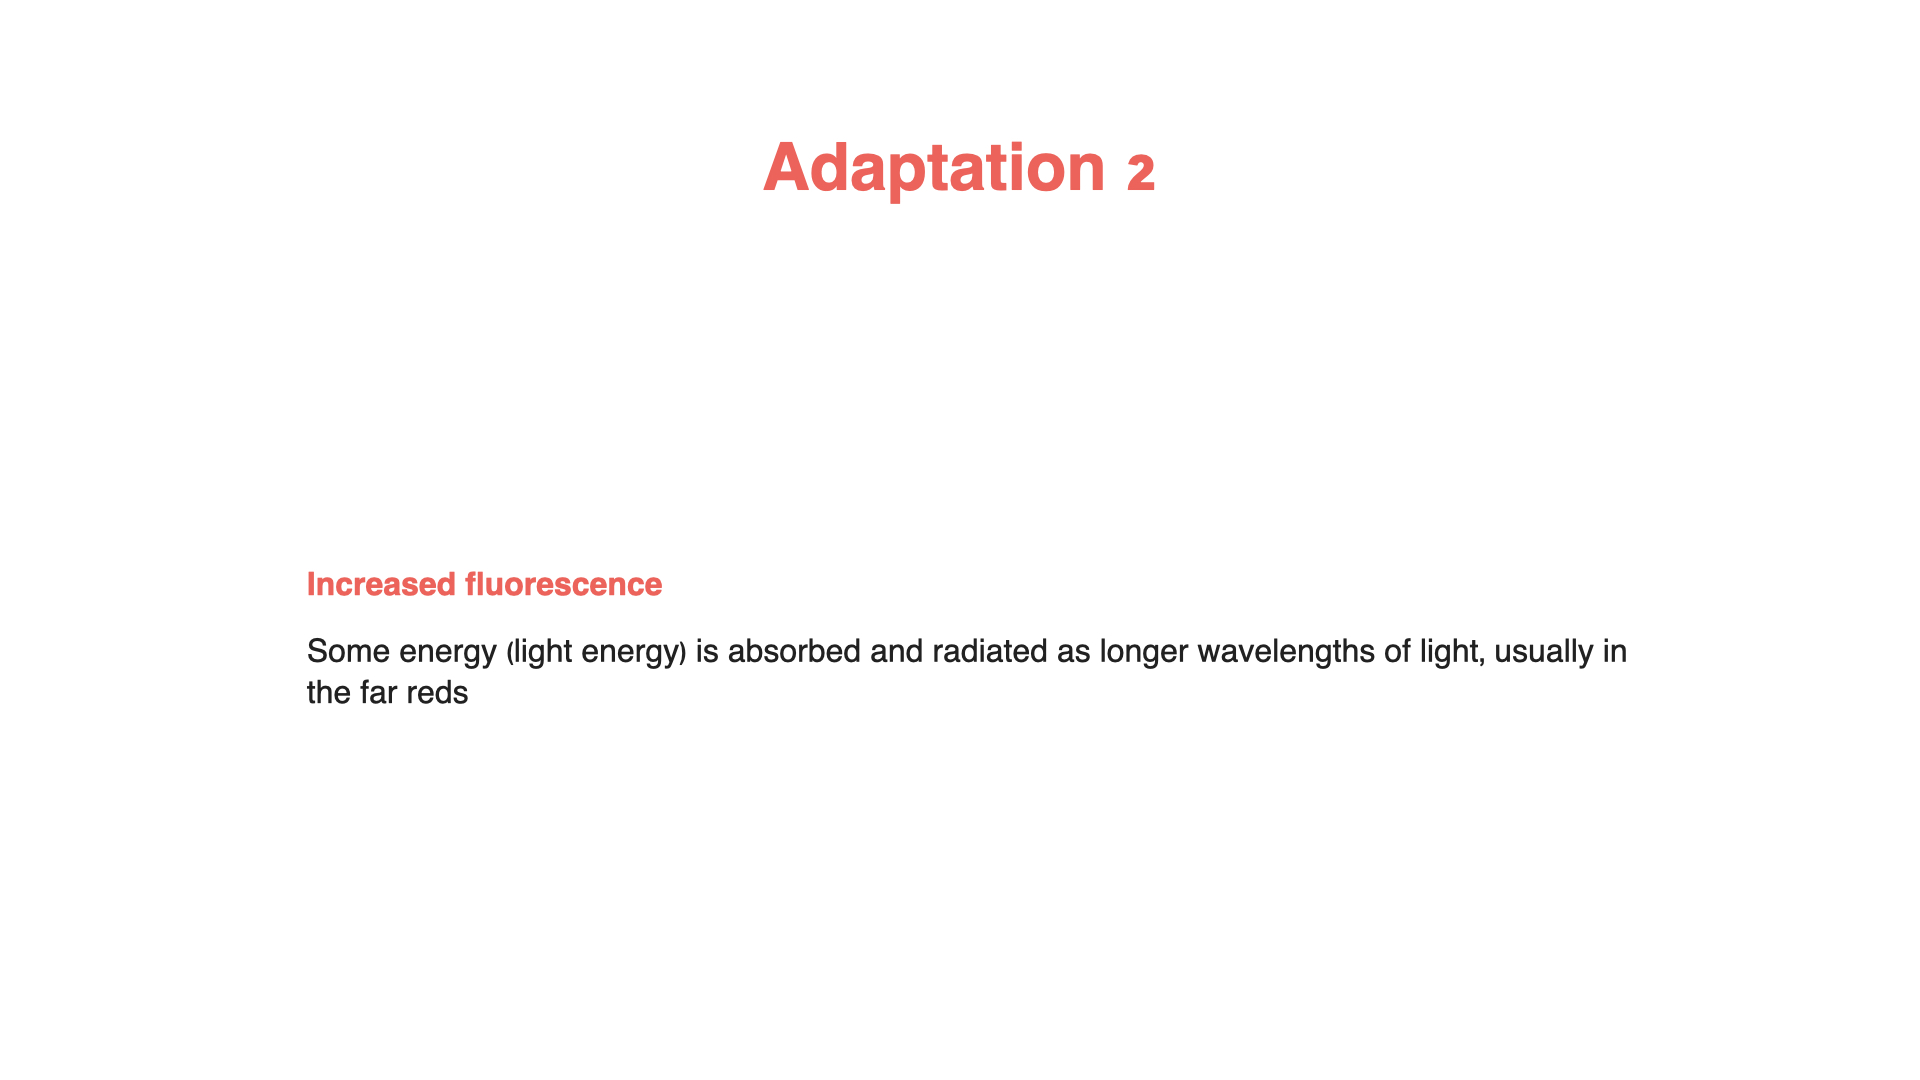 Adaptation 2
Increased fluorescence
Some energy (light energy) is absorbed and radiated as longer wavelengths of light, usually in
the far reds